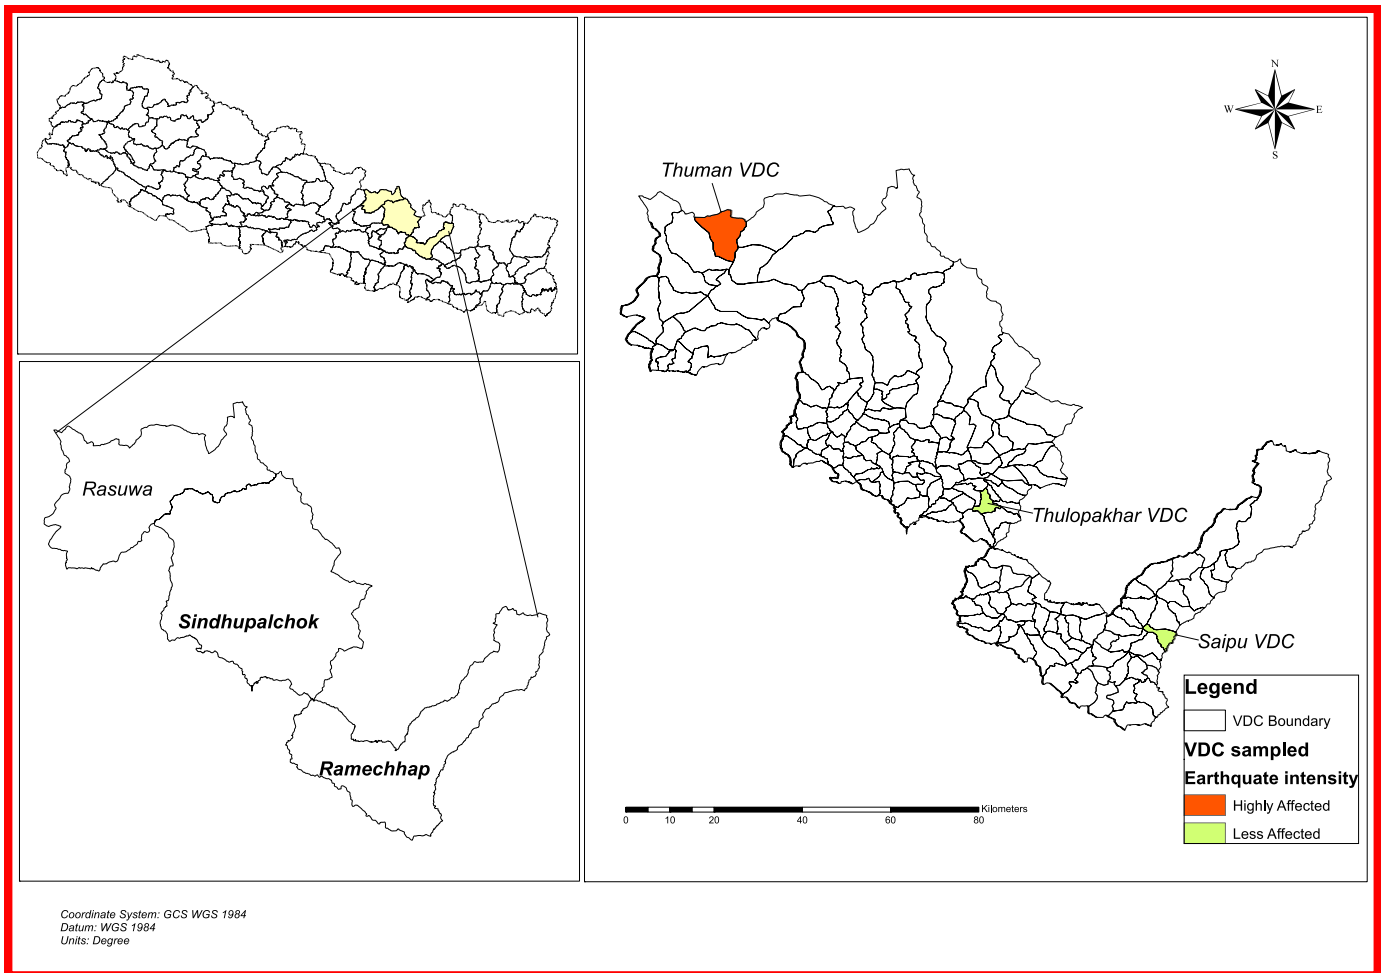 Thuman VDC
N
W
E
S
Rasuwa
Sindhupalchok
Ramechhap
Thulopakhar VDC
Saipu VDC
Legend
VDC Boundary
VDC sampled
Earthquate intensity
Highly Affected
Less Affected
Kilometers
0 10 20 40 60 80
Coordinate System: GCS WGS 1984
Datum: WGS 1984
Units: Degree